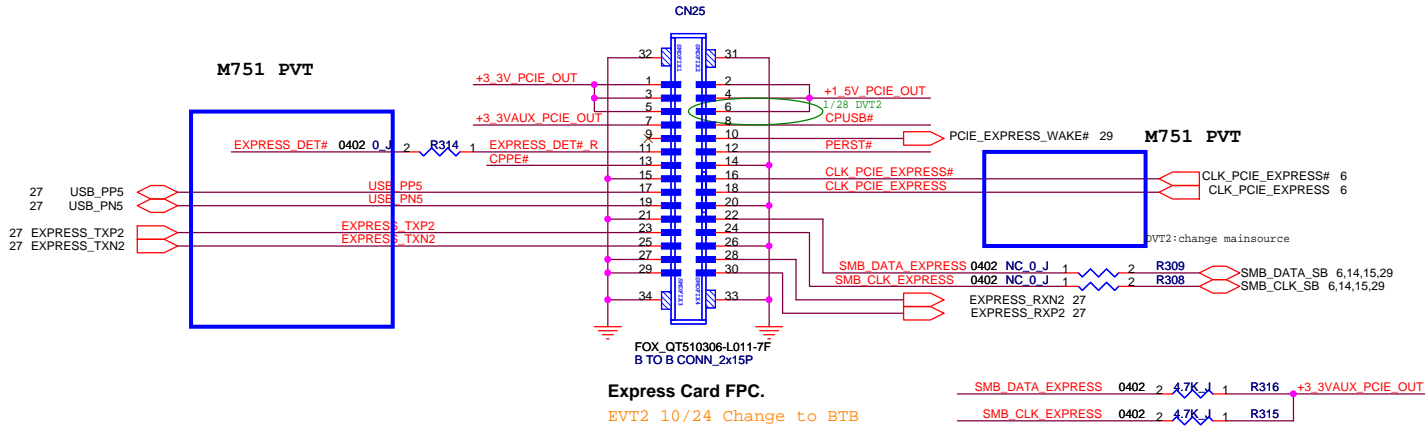 CN25
M751 PVT
32 SMDFIX1 SMDFIX2 31
+3_3V_PCIE_OUT 1 2
3 4 +1_5V_PCIE_OUT
5 6 1/28 DVT2
+3_3VAUX_PCIE_OUT 7 8 CPUSB#
9 10 PCIE_EXPRESS_WAKE# 29
M751 PVT
EXPRESS_DET# 0402 0_J 2 R314 1 EXPRESS_DET#_R 11 12 PERST#
CPPE# 13 14
15 16 CLK_PCIE_EXPRESS# CLK_PCIE_EXPRESS# 6
27 USB_PP5 USB_PP5 17 18 CLK_PCIE_EXPRESS CLK_PCIE_EXPRESS 6
27 USB_PN5 USB_PN5 19 20
21 22
27 EXPRESS_TXP2 EXPRESS_TXP2 23 24
27 EXPRESS_TXN2 EXPRESS_TXN2 25 26
DVT2:change mainsource
27 28
SMB_DATA_EXPRESS 0402 NC_0_J 1 2 R309 SMB_DATA_SB 6,14,15,29
29 30
SMB_CLK_EXPRESS 0402 NC_0_J 1 2 R308 SMB_CLK_SB 6,14,15,29
34 SMDFIX3 SMDFIX4 33
EXPRESS_RXN2 27
EXPRESS_RXP2 27
FOX_QT510306-L011-7F
B TO B CONN_2x15P
Express Card FPC.
EVT2 10/24 Change to BTB
SMB_DATA_EXPRESS 0402 2 4.7K_J 1 R316 +3_3VAUX_PCIE_OUT
SMB_CLK_EXPRESS 0402 2 4.7K_J 1 R315